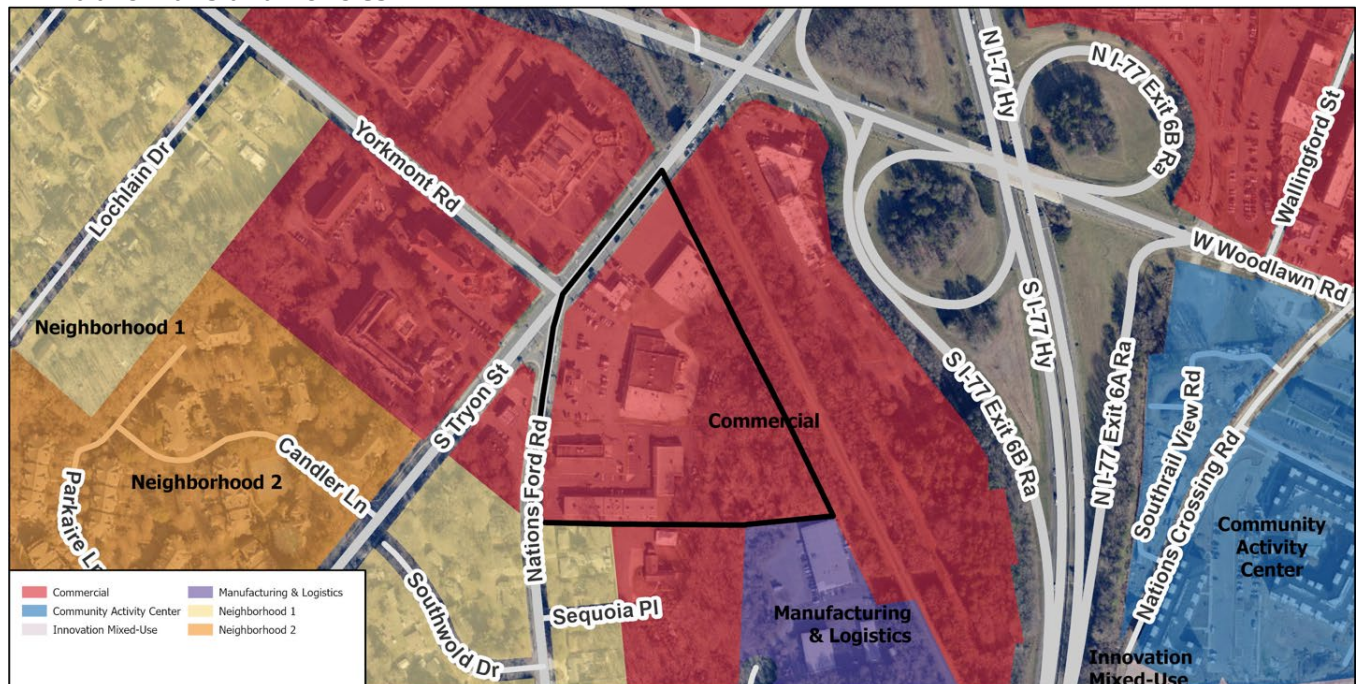 N I-77 Hy
N I-77 Exit 6B Ra
Wallingford St
Lochlain Dr
Yorkmont Rd
W Woodlawn Rd
Neighborhood 1
S I-77 Hy
S I-77 Exit 6B Ra
N I-77 Exit 6A Ra
Southrail View Rd
Nations Crossing Rd
S Tryon St
Commercial
Neighborhood 2
Candler Ln
Parkaire Ln
Nations Ford Rd
Community
Activity
Center
Southwold Dr
Sequoia Pl
Manufacturing
& Logistics
Innovation
Mixed-Use
Commercial
Community Activity Center
Innovation Mixed-Use
Manufacturing & Logistics
Neighborhood 1
Neighborhood 2